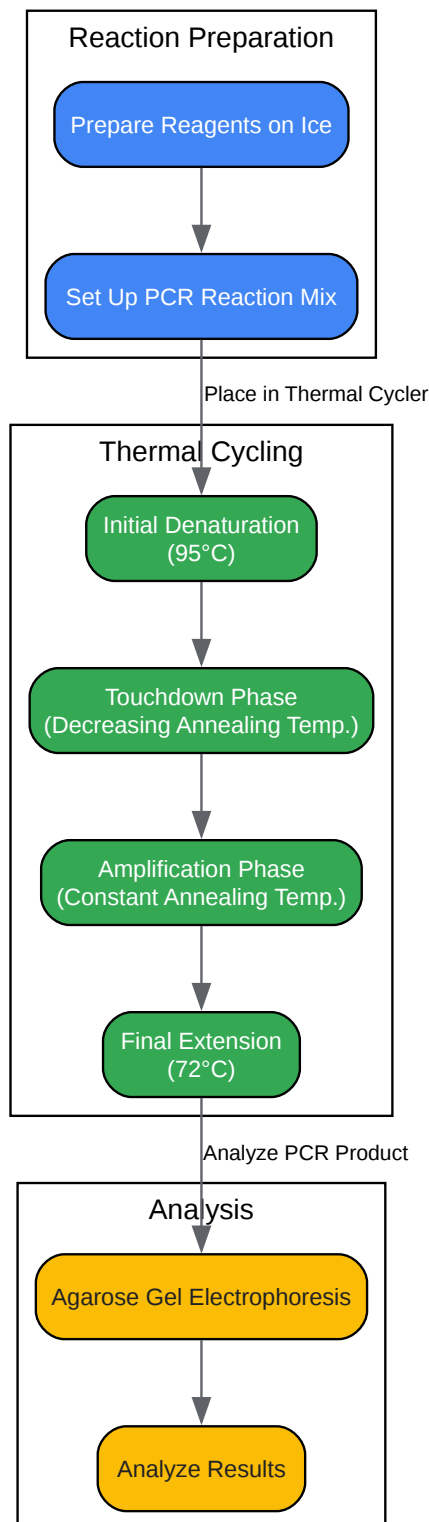 Reaction Preparation
Prepare Reagents on Ice
Set Up PCR Reaction Mix
Place in Thermal Cycler
Thermal Cycling
Initial Denaturation
(95°C)
Touchdown Phase
(Decreasing Annealing Temp.)
Amplification Phase
(Constant Annealing Temp.)
Final Extension
(72°C)
Analyze PCR Product
Analysis
Agarose Gel Electrophoresis
Analyze Results